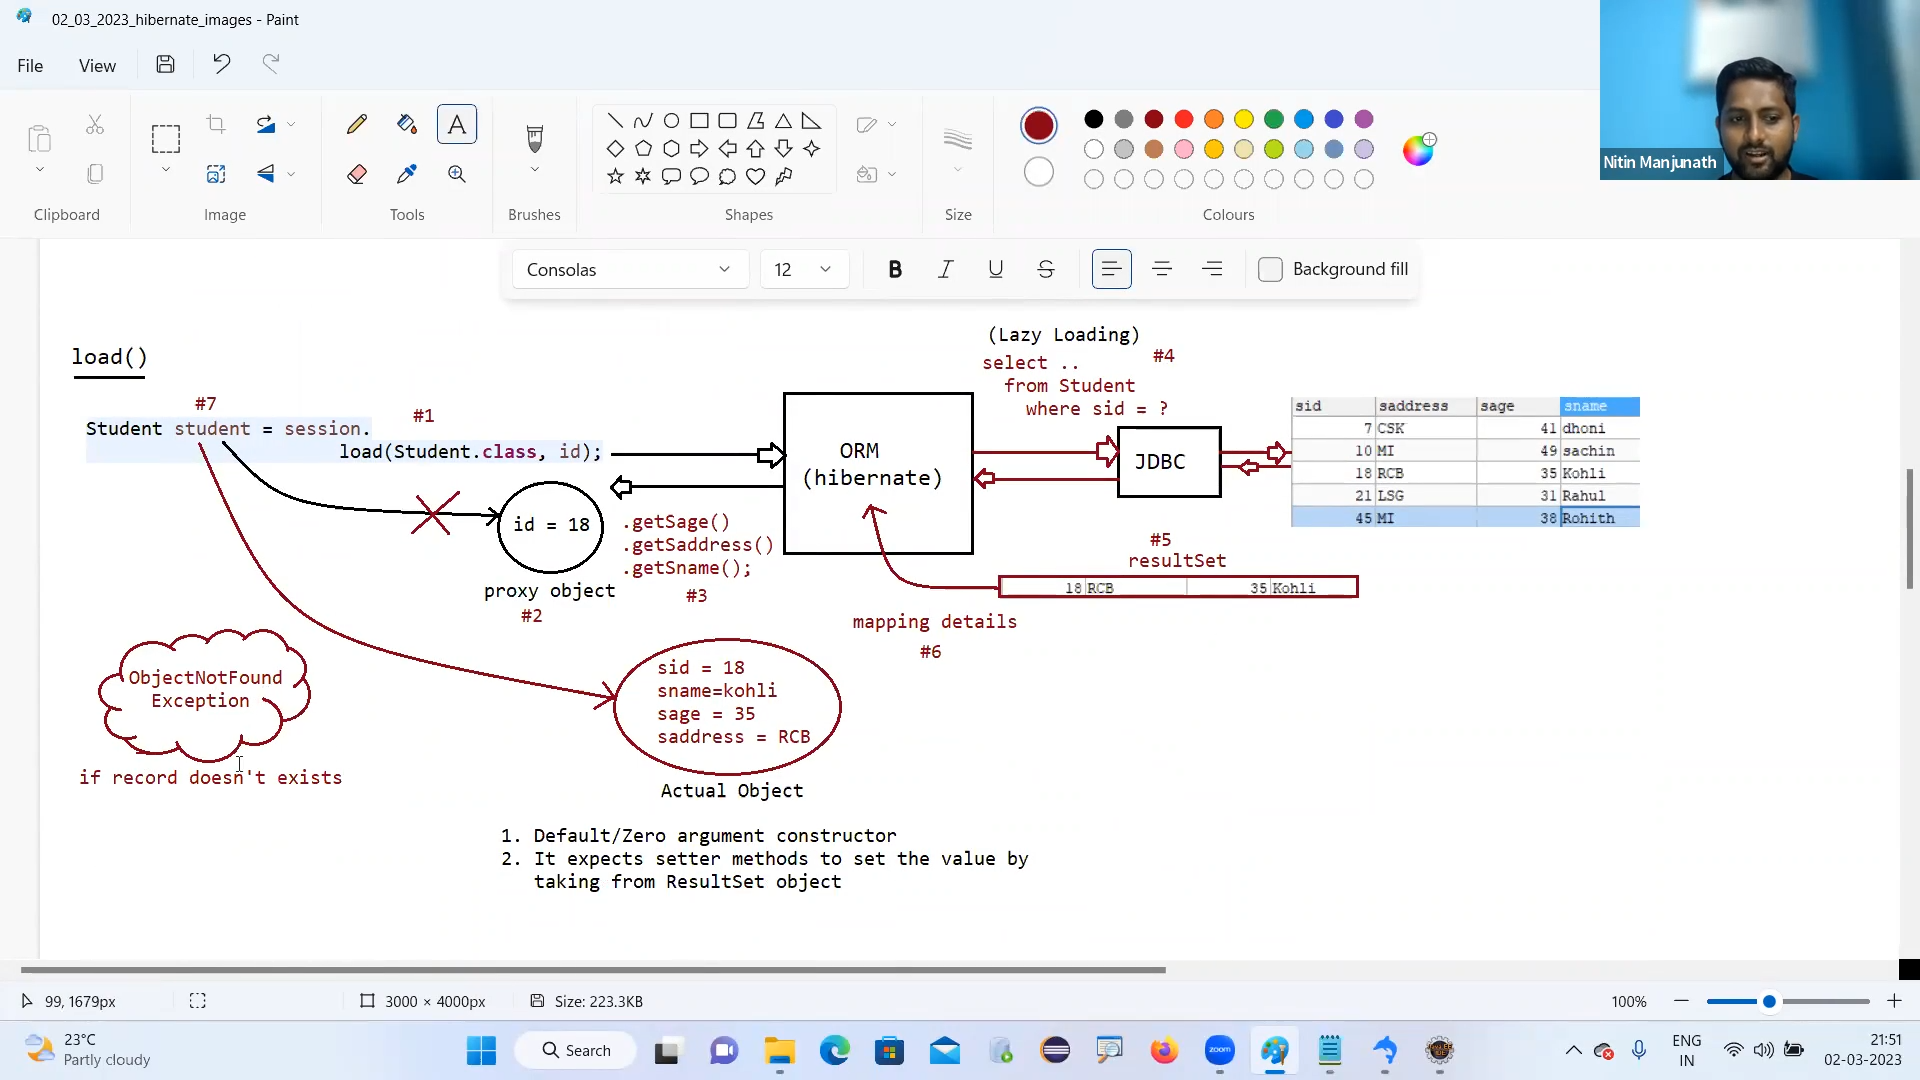 02_03_2023_hibernate_images - Paint
File
View
Clipboard
Image
Tools
Brushes
Shapes
Size
Colours
Nitin Manjunath
Consolas
12
B
I
U
S
Background fill
load()
#7
#1
Student student = session.
load(Student.class, id);
id = 18
proxy object
#2
.getSage()
.getSaddress()
.getSname();
#3
ORM
(hibernate)
(Lazy Loading)
select ..
#4
from Student
where sid = ?
JDBC
sid saddress sage sname
7 CSK 41 dhoni
10 MI 49 sachin
18 RCB 35 Kohli
21 LSG 31 Rahul
45 MI 38 Rohith
#5
resultSet
18 RCB 35 Kohli
mapping details
#6
ObjectNotFound
Exception
if record doesn't exists
sid = 18
sname=kohli
sage = 35
saddress = RCB
Actual Object
1. Default/Zero argument constructor
2. It expects setter methods to set the value by
taking from ResultSet object
99, 1679px
3000 × 4000px
Size: 223.3KB
100%
23°C
Partly cloudy
Search
zoom
ENG
IN
21:51
02-03-2023